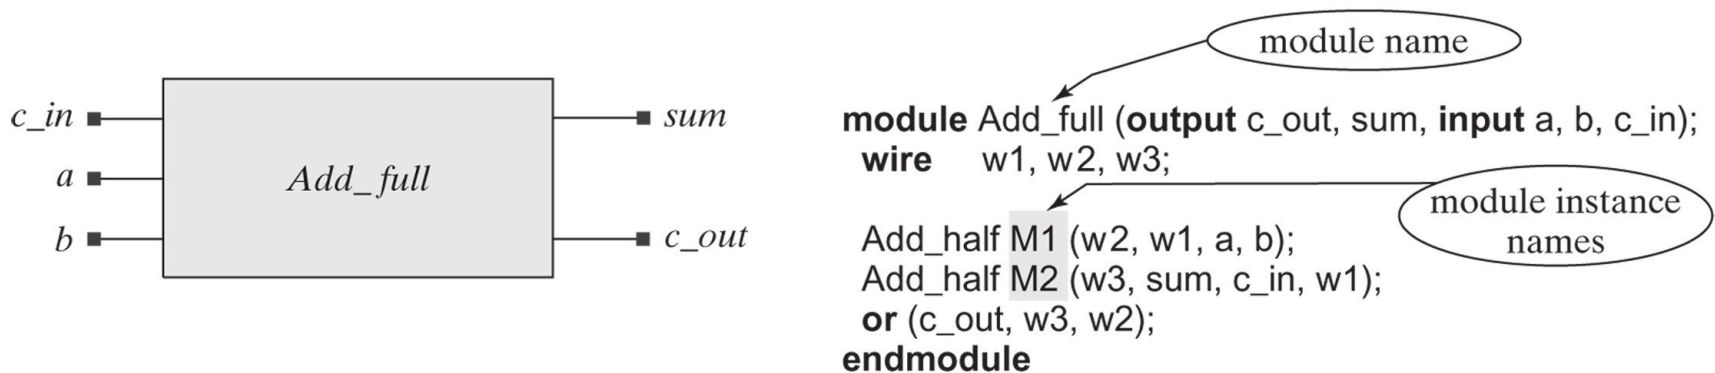 c_in
a
b
Add_full
sum
c_out
module name
module Add_full (output c_out, sum, input a, b, c_in);
wire w1, w2, w3;
module instance
names
Add_half M1 (w2, w1, a, b);
Add_half M2 (w3, sum, c_in, w1);
or (c_out, w3, w2);
endmodule